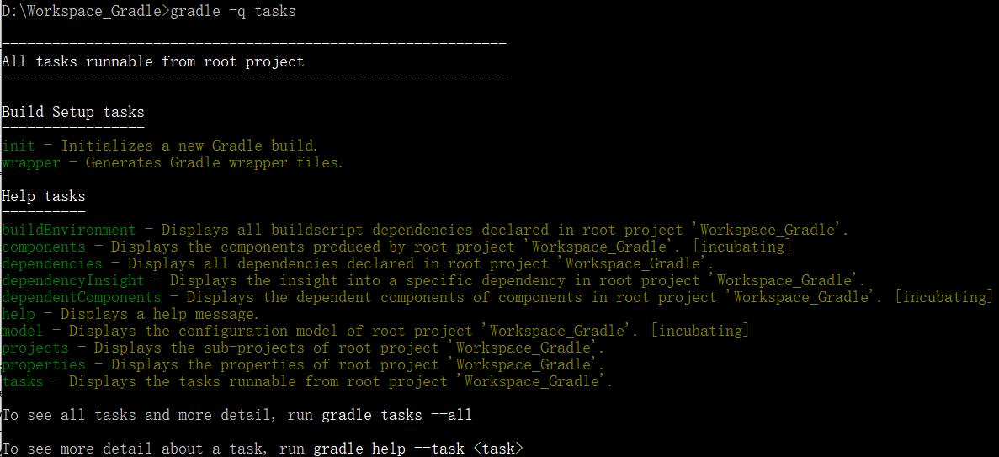 D:\Workspace_Gradle>gradle -q tasks
------------------------------------------------------------
All tasks runnable from root project
------------------------------------------------------------
Build Setup tasks
-----------------
init - Initializes a new Gradle build.
wrapper - Generates Gradle wrapper files.
Help tasks
----------
buildEnvironment - Displays all buildscript dependencies declared in root project 'Workspace_Gradle'.
components - Displays the components produced by root project 'Workspace_Gradle'. [incubating]
dependencies - Displays all dependencies declared in root project 'Workspace_Gradle'.
dependencyInsight - Displays the insight into a specific dependency in root project 'Workspace_Gradle'.
dependentComponents - Displays the dependent components of components in root project 'Workspace_Gradle'. [incubating]
help - Displays a help message.
model - Displays the configuration model of root project 'Workspace_Gradle'. [incubating]
projects - Displays the sub-projects of root project 'Workspace_Gradle'.
properties - Displays the properties of root project 'Workspace_Gradle'.
tasks - Displays the tasks runnable from root project 'Workspace_Gradle'.
To see all tasks and more detail, run gradle tasks --all
To see more detail about a task, run gradle help --task <task>